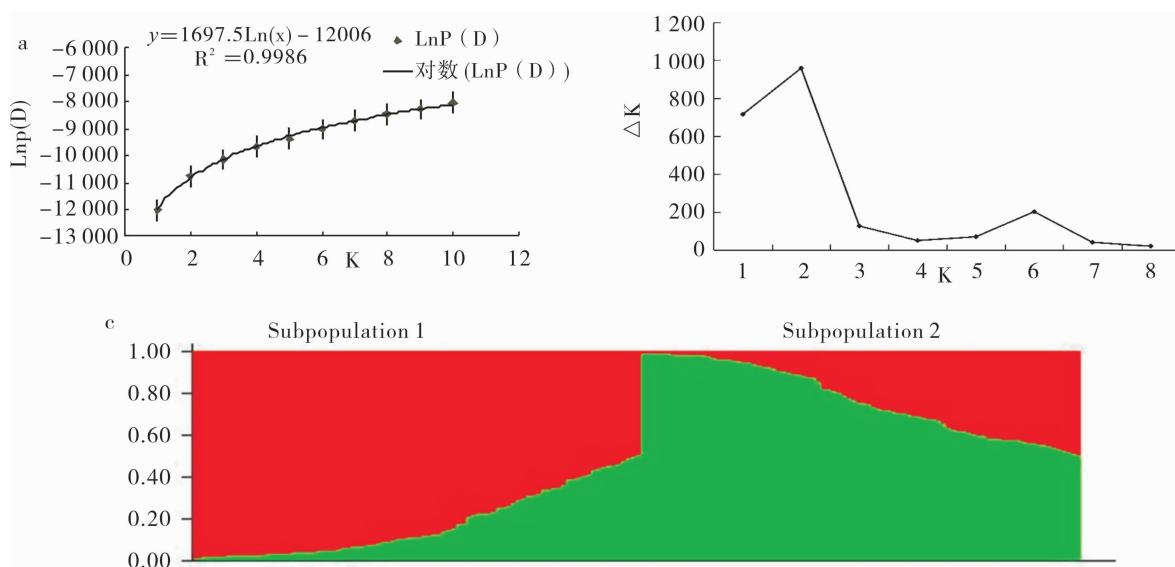 a
y=1697.5Ln(x)-12006
R² =0.9986
LnP（D）
对数 (LnP（D）)
Lnp(D)
-6 000
-7 000
-8 000
-9 000
-10 000
-11 000
-12 000
-13 000
0 2 4 6 K 8 10 12
△K
1 200
1 000
800
600
400
200
0
1 2 3 4 K 5 6 7 8
c
Subpopulation 1 Subpopulation 2
1.00
0.80
0.60
0.40
0.20
0.00